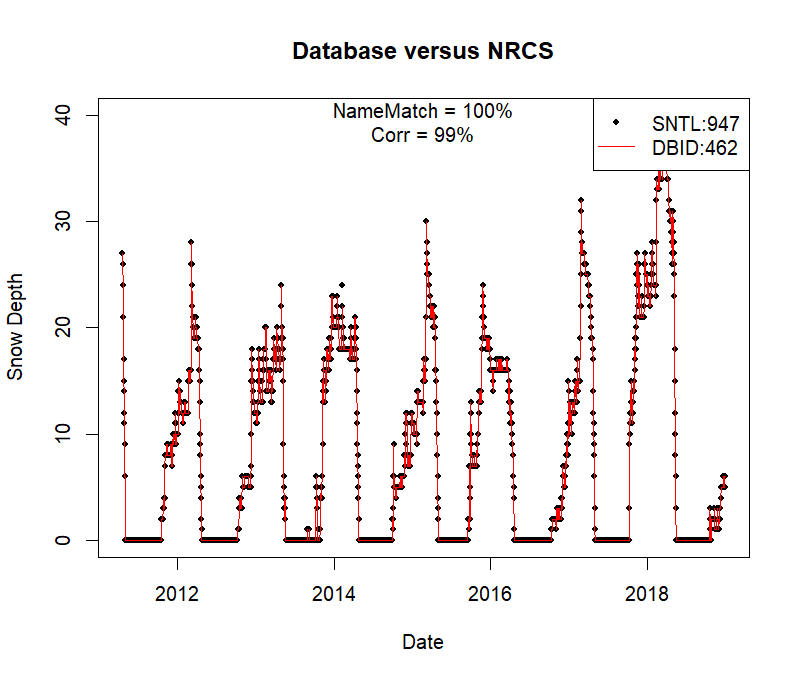 Database versus NRCS
NameMatch = 100%
Corr = 99%
SNTL:947
DBID:462
Snow Depth
40
30
20
10
0
2012
2014
2016
2018
Date